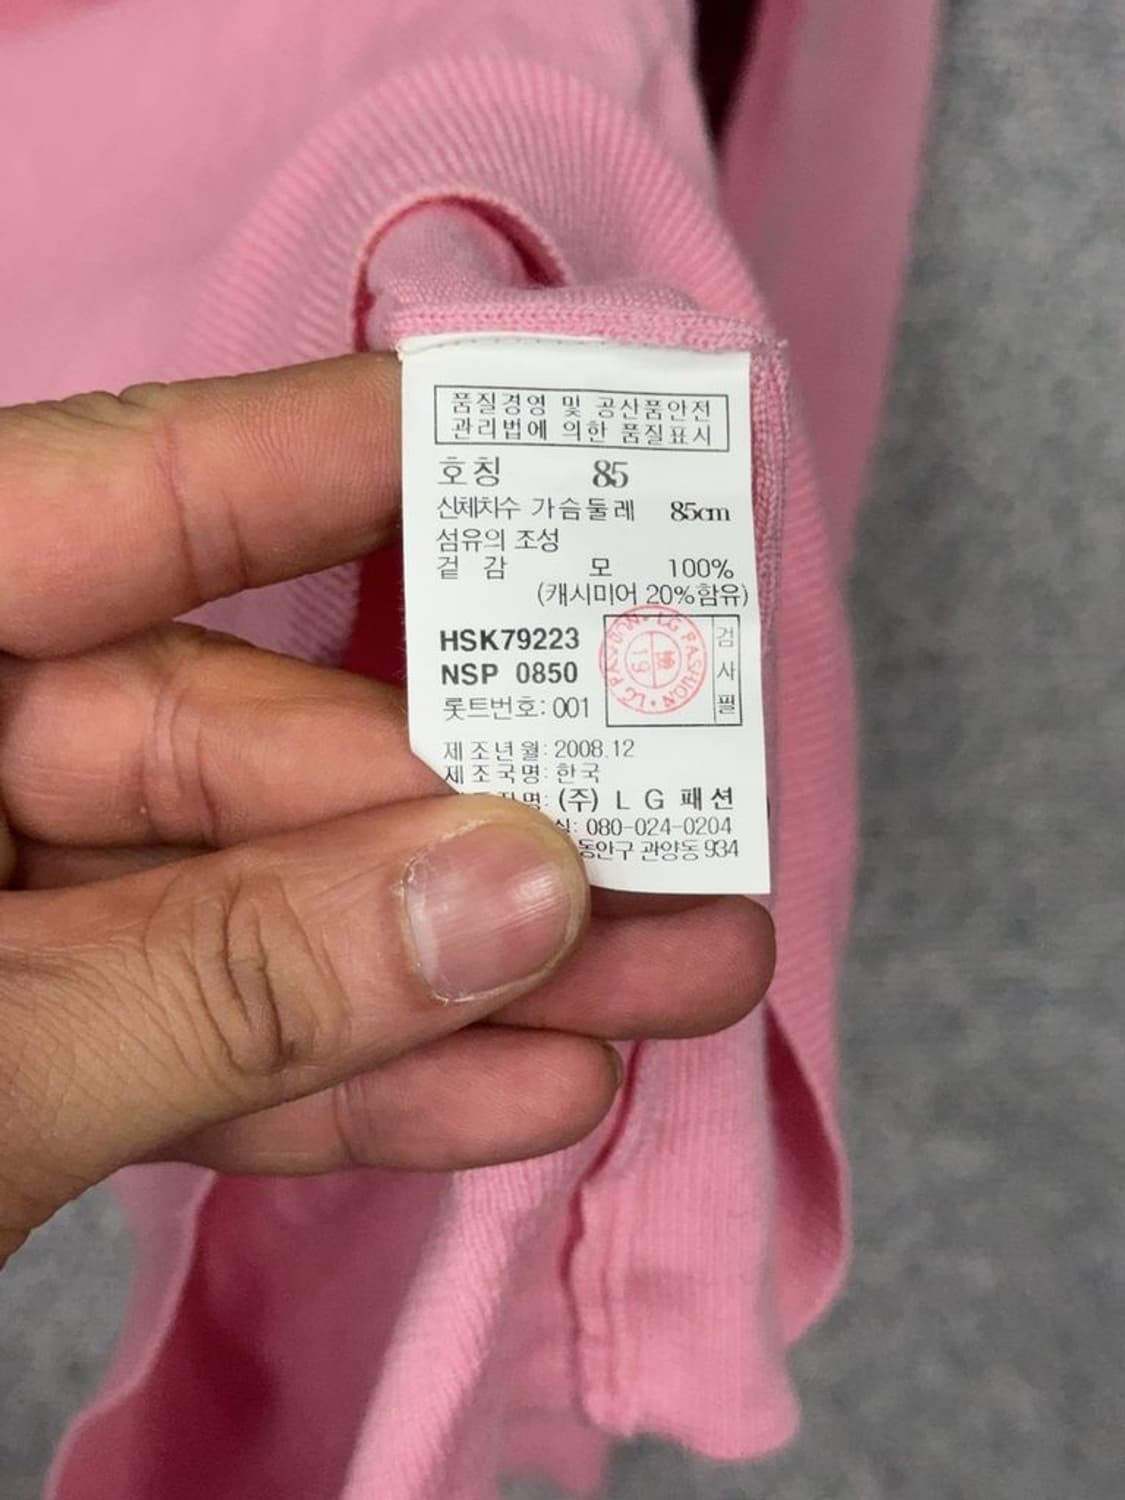 품질경영 및 공산품안전
관리법에 의한 품질표시
호칭 85
신체치수 가슴둘레 85cm
섬유의 조성
겉 감 모 100%
(캐시미어 20%함유)
HSK79223
NSP 0850
롯트번호: 001
검사필
LG FASHION
19
제조년월: 2008.12
제조국명: 한국
명: (주) L G 패션
080-024-0204
동안구 관양동 934